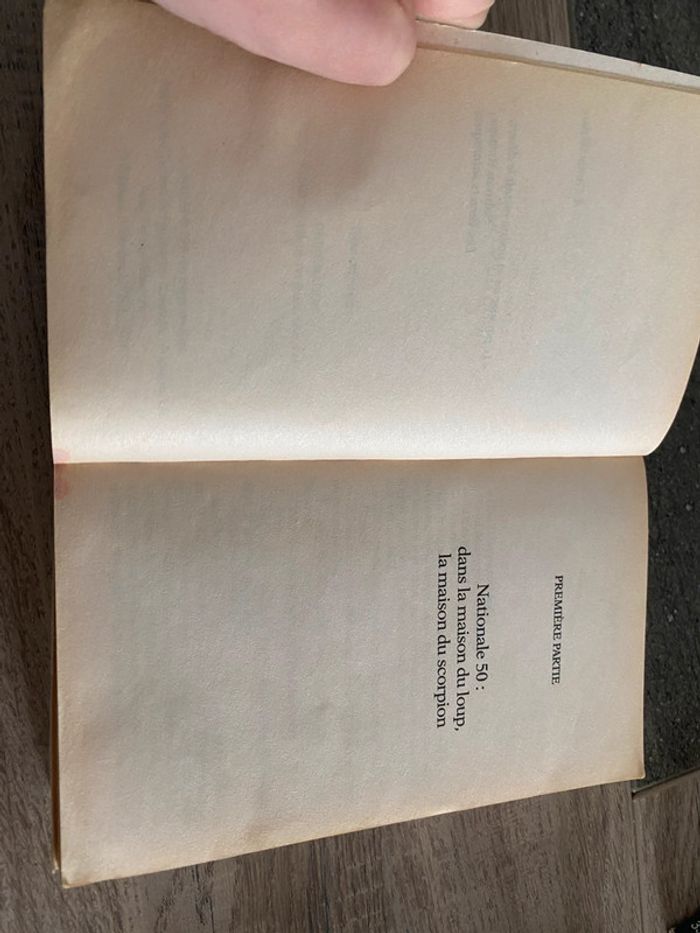 PREMIÈRE PARTIE
Nationale 50 :
dans la maison du loup,
la maison du scorpion